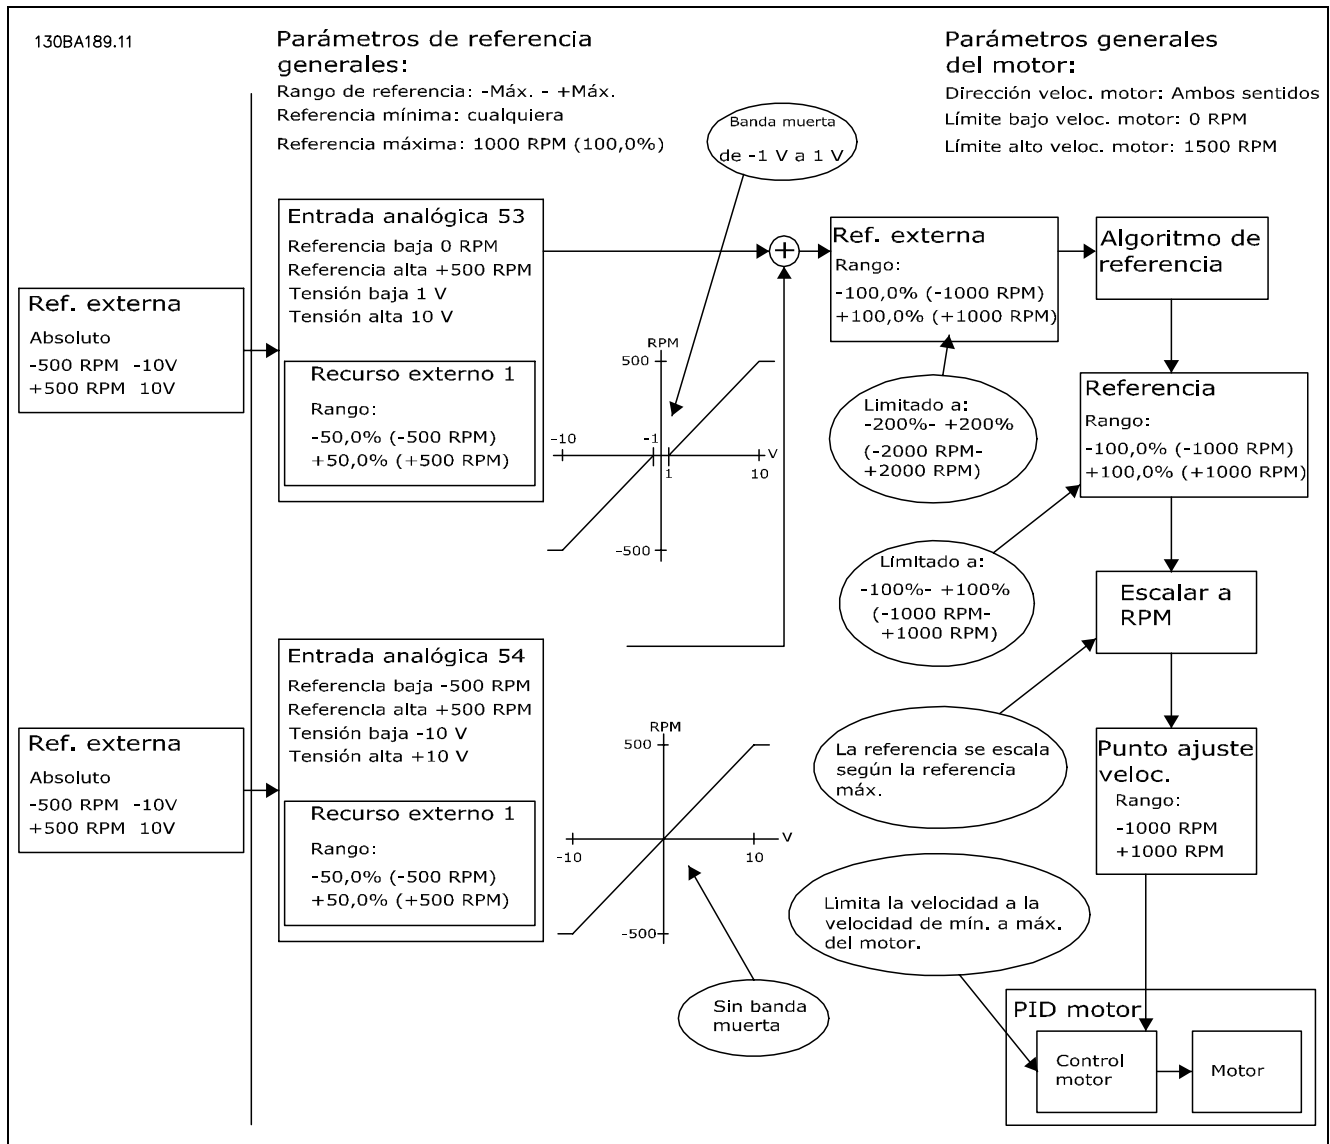 130BA189.11
Parámetros de referencia
generales:
Rango de referencia: -Máx. - +Máx.
Referencia mínima: cualquiera
Referencia máxima: 1000 RPM (100,0%)
Parámetros generales
del motor:
Dirección veloc. motor: Ambos sentidos
Límite bajo veloc. motor: 0 RPM
Límite alto veloc. motor: 1500 RPM
Banda muerta
de -1 V a 1 V
Ref. externa
Absoluto
-500 RPM -10V
+500 RPM 10V
Entrada analógica 53
Referencia baja 0 RPM
Referencia alta +500 RPM
Tensión baja 1 V
Tensión alta 10 V
Recurso externo 1
Rango:
-50,0% (-500 RPM)
+50,0% (+500 RPM)
RPM
500
-10
-1
V
1
10
-500
+
Ref. externa
Rango:
-100,0% (-1000 RPM)
+100,0% (+1000 RPM)
Algoritmo de
referencia
Limitado a:
-200%- +200%
(-2000 RPM-
+2000 RPM)
Referencia
Rango:
-100,0% (-1000 RPM)
+100,0% (+1000 RPM)
Límitado a:
-100%- +100%
(-1000 RPM-
+1000 RPM)
Escalar a
RPM
Ref. externa
Absoluto
-500 RPM -10V
+500 RPM 10V
Entrada analógica 54
Referencia baja -500 RPM
Referencia alta +500 RPM
Tensión baja -10 V
Tensión alta +10 V
Recurso externo 1
Rango:
-50,0% (-500 RPM)
+50,0% (+500 RPM)
RPM
500
V
-10
10
-500
Sin banda
muerta
La referencia se escala
según la referencia
máx.
Punto ajuste
veloc.
Rango:
-1000 RPM
+1000 RPM
Limita la velocidad a la
velocidad de mín. a máx.
del motor.
PID motor
Control
motor
Motor